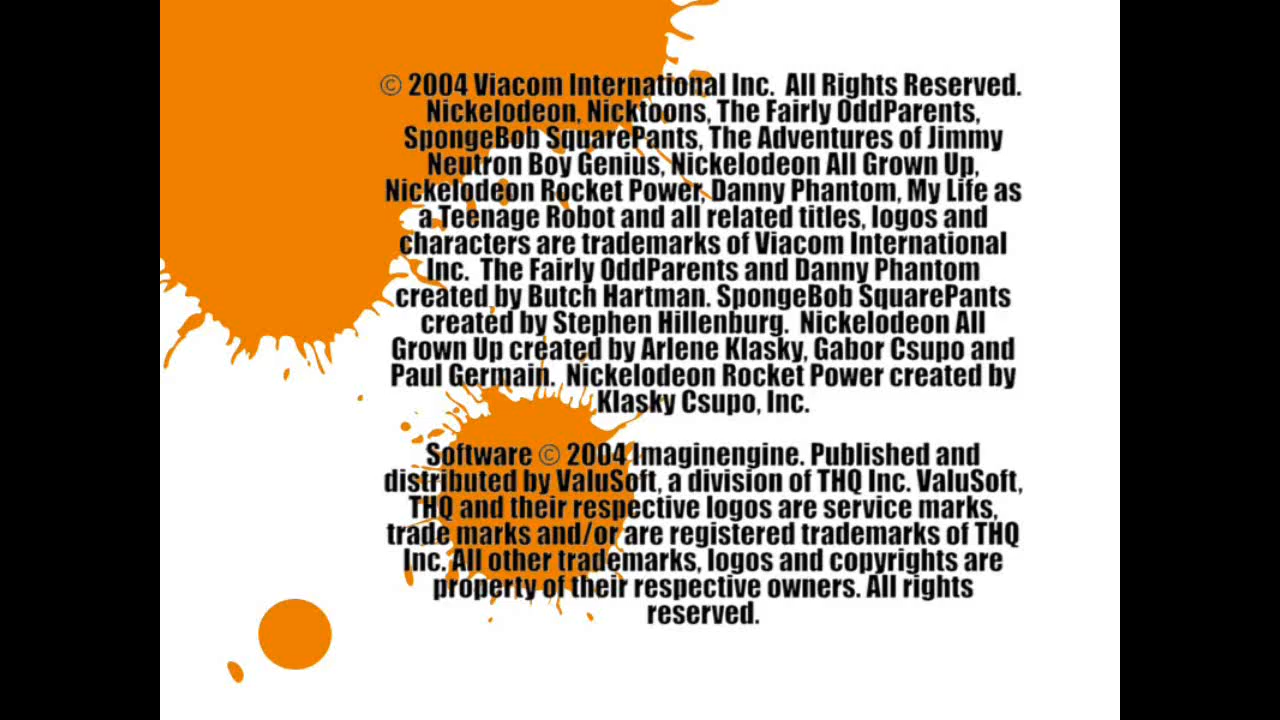 © 2004 Viacom International Inc.  All Rights Reserved.
Nickelodeon, Nicktoons, The Fairly OddParents,
SpongeBob SquarePants, The Adventures of Jimmy
Neutron Boy Genius, Nickelodeon All Grown Up,
Nickelodeon Rocket Power, Danny Phantom, My Life as
a Teenage Robot and all related titles, logos and
characters are trademarks of Viacom International
Inc.  The Fairly OddParents and Danny Phantom
created by Butch Hartman. SpongeBob SquarePants
created by Stephen Hillenburg.  Nickelodeon All
Grown Up created by Arlene Klasky, Gabor Csupo and
Paul Germain.  Nickelodeon Rocket Power created by
Klasky Csupo, Inc.
Software © 2004 Imaginengine. Published and
distributed by ValuSoft, a division of THQ Inc. ValuSoft,
THQ and their respective logos are service marks,
trade marks and/or are registered trademarks of THQ
Inc. All other trademarks, logos and copyrights are
property of their respective owners. All rights
reserved.